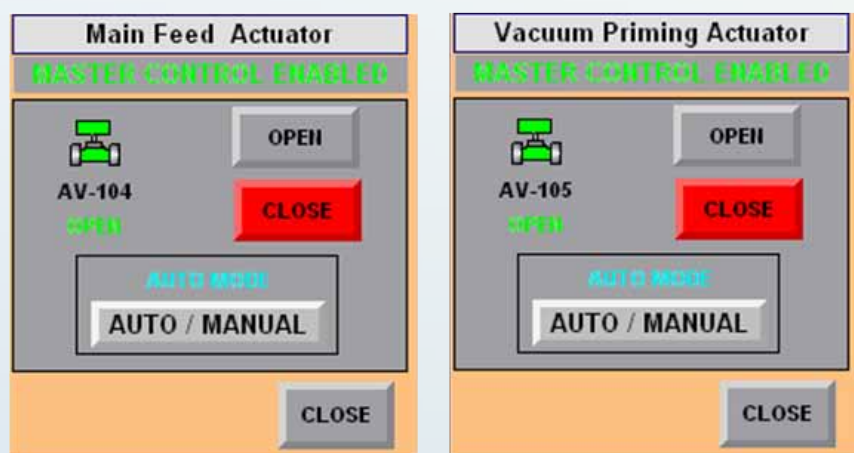 Main Feed Actuator
MASTER CONTROL ENABLED
OPEN
AV-104
OPEN
CLOSE
AUTO MODE
AUTO / MANUAL
CLOSE
Vacuum Priming Actuator
MASTER CONTROL ENABLED
OPEN
AV-105
OPEN
CLOSE
AUTO MODE
AUTO / MANUAL
CLOSE